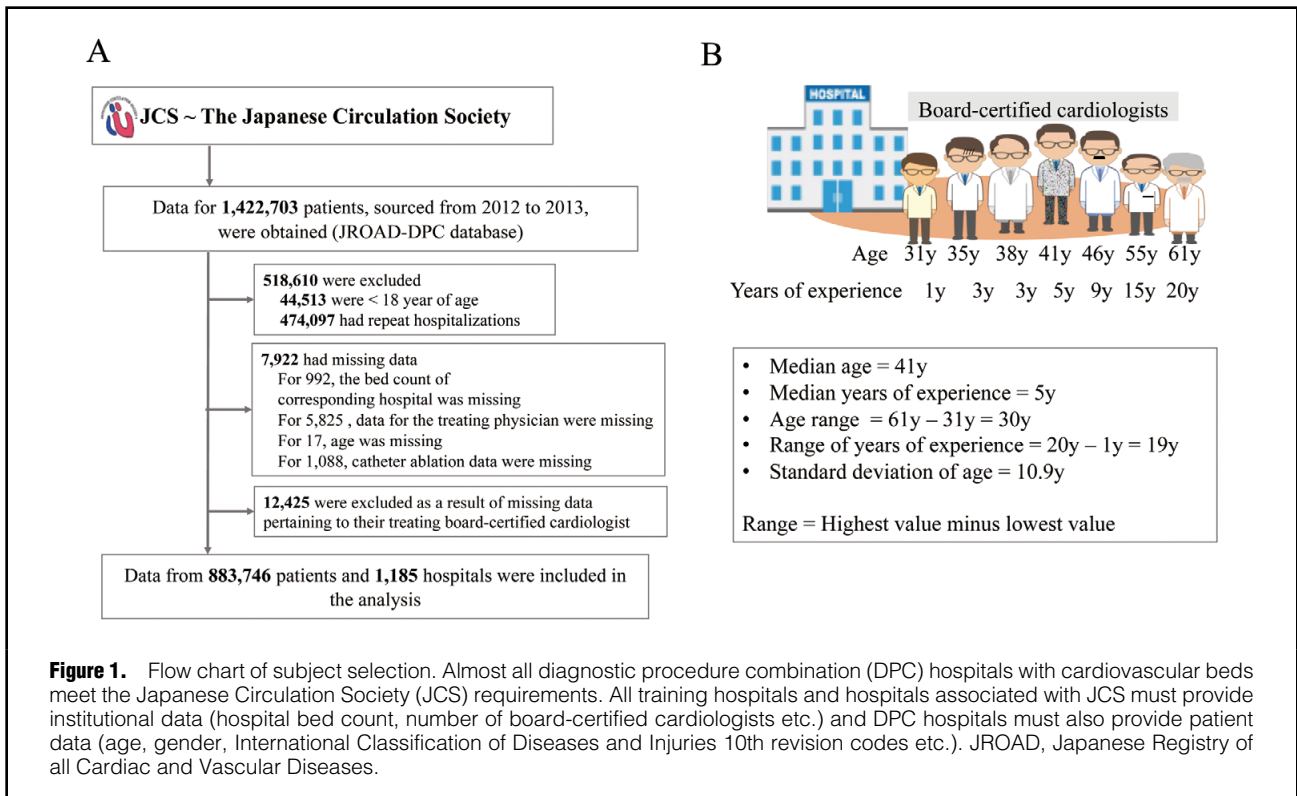 A
JCS ~ The Japanese Circulation Society
Data for 1,422,703 patients, sourced from 2012 to 2013,
were obtained (JROAD-DPC database)
518,610 were excluded
44,513 were < 18 year of age
474,097 had repeat hospitalizations
7,922 had missing data
For 992, the bed count of
corresponding hospital was missing
For 5,825 , data for the treating physician were missing
For 17, age was missing
For 1,088, catheter ablation data were missing
12,425 were excluded as a result of missing data
pertaining to their treating board-certified cardiologist
Data from 883,746 patients and 1,185 hospitals were included in
the analysis
B
HOSPITAL
Board-certified cardiologists
Age 31y 35y 38y 41y 46y 55y 61y
Years of experience 1y 3y 3y 5y 9y 15y 20y
• Median age = 41y
• Median years of experience = 5y
• Age range = 61y – 31y = 30y
• Range of years of experience = 20y – 1y = 19y
• Standard deviation of age = 10.9y
Range = Highest value minus lowest value
Figure 1. Flow chart of subject selection. Almost all diagnostic procedure combination (DPC) hospitals with cardiovascular beds
meet the Japanese Circulation Society (JCS) requirements. All training hospitals and hospitals associated with JCS must provide
institutional data (hospital bed count, number of board-certified cardiologists etc.) and DPC hospitals must also provide patient
data (age, gender, International Classification of Diseases and Injuries 10th revision codes etc.). JROAD, Japanese Registry of
all Cardiac and Vascular Diseases.